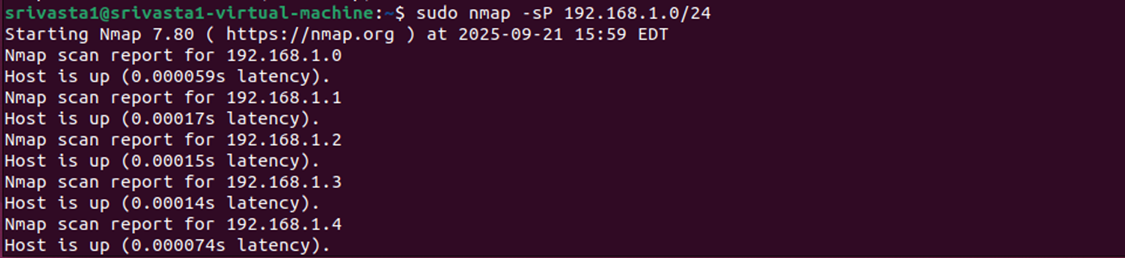 srivasta1@srivasta1-virtual-machine:~$ sudo nmap -sP 192.168.1.0/24
Starting Nmap 7.80 ( https://nmap.org ) at 2025-09-21 15:59 EDT
Nmap scan report for 192.168.1.0
Host is up (0.000059s latency).
Nmap scan report for 192.168.1.1
Host is up (0.00017s latency).
Nmap scan report for 192.168.1.2
Host is up (0.00015s latency).
Nmap scan report for 192.168.1.3
Host is up (0.00014s latency).
Nmap scan report for 192.168.1.4
Host is up (0.000074s latency).